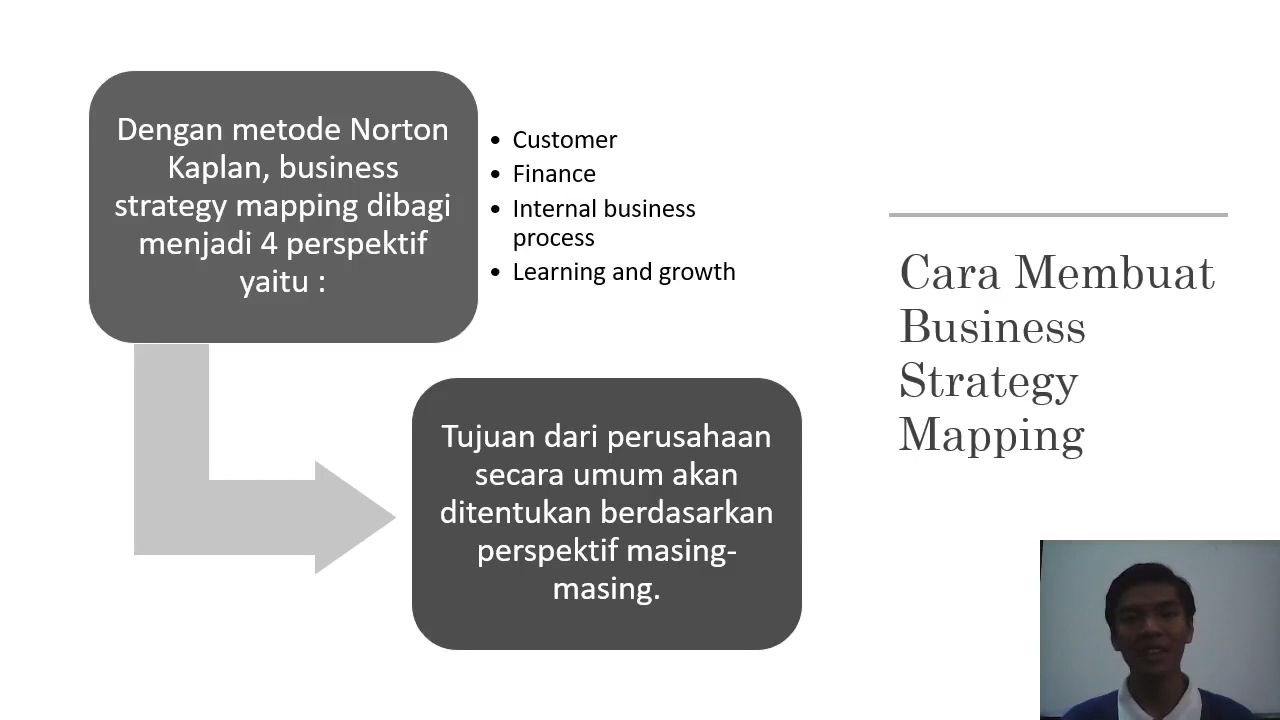 Dengan metode Norton
Kaplan, business
strategy mapping dibagi
menjadi 4 perspektif
yaitu :
• Customer
• Finance
• Internal business
process
• Learning and growth
Tujuan dari perusahaan
secara umum akan
ditentukan berdasarkan
perspektif masing-
masing.
Cara Membuat
Business
Strategy
Mapping